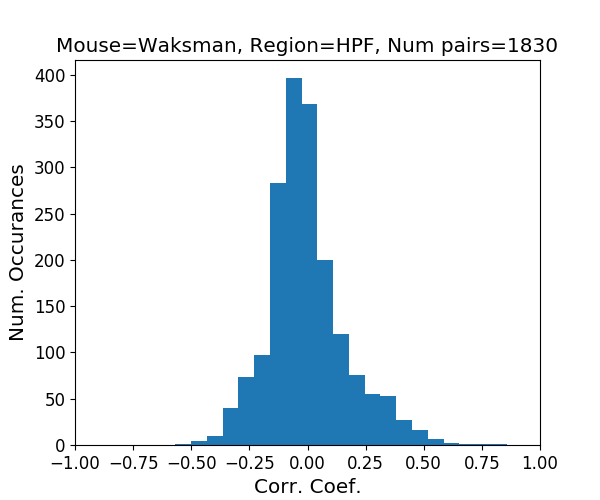 Mouse=Waksman, Region=HPF, Num pairs=1830
Num. Occurances
400
350
300
250
200
150
100
50
0
−1.00 −0.75 −0.50 −0.25 0.00 0.25 0.50 0.75 1.00
Corr. Coef.